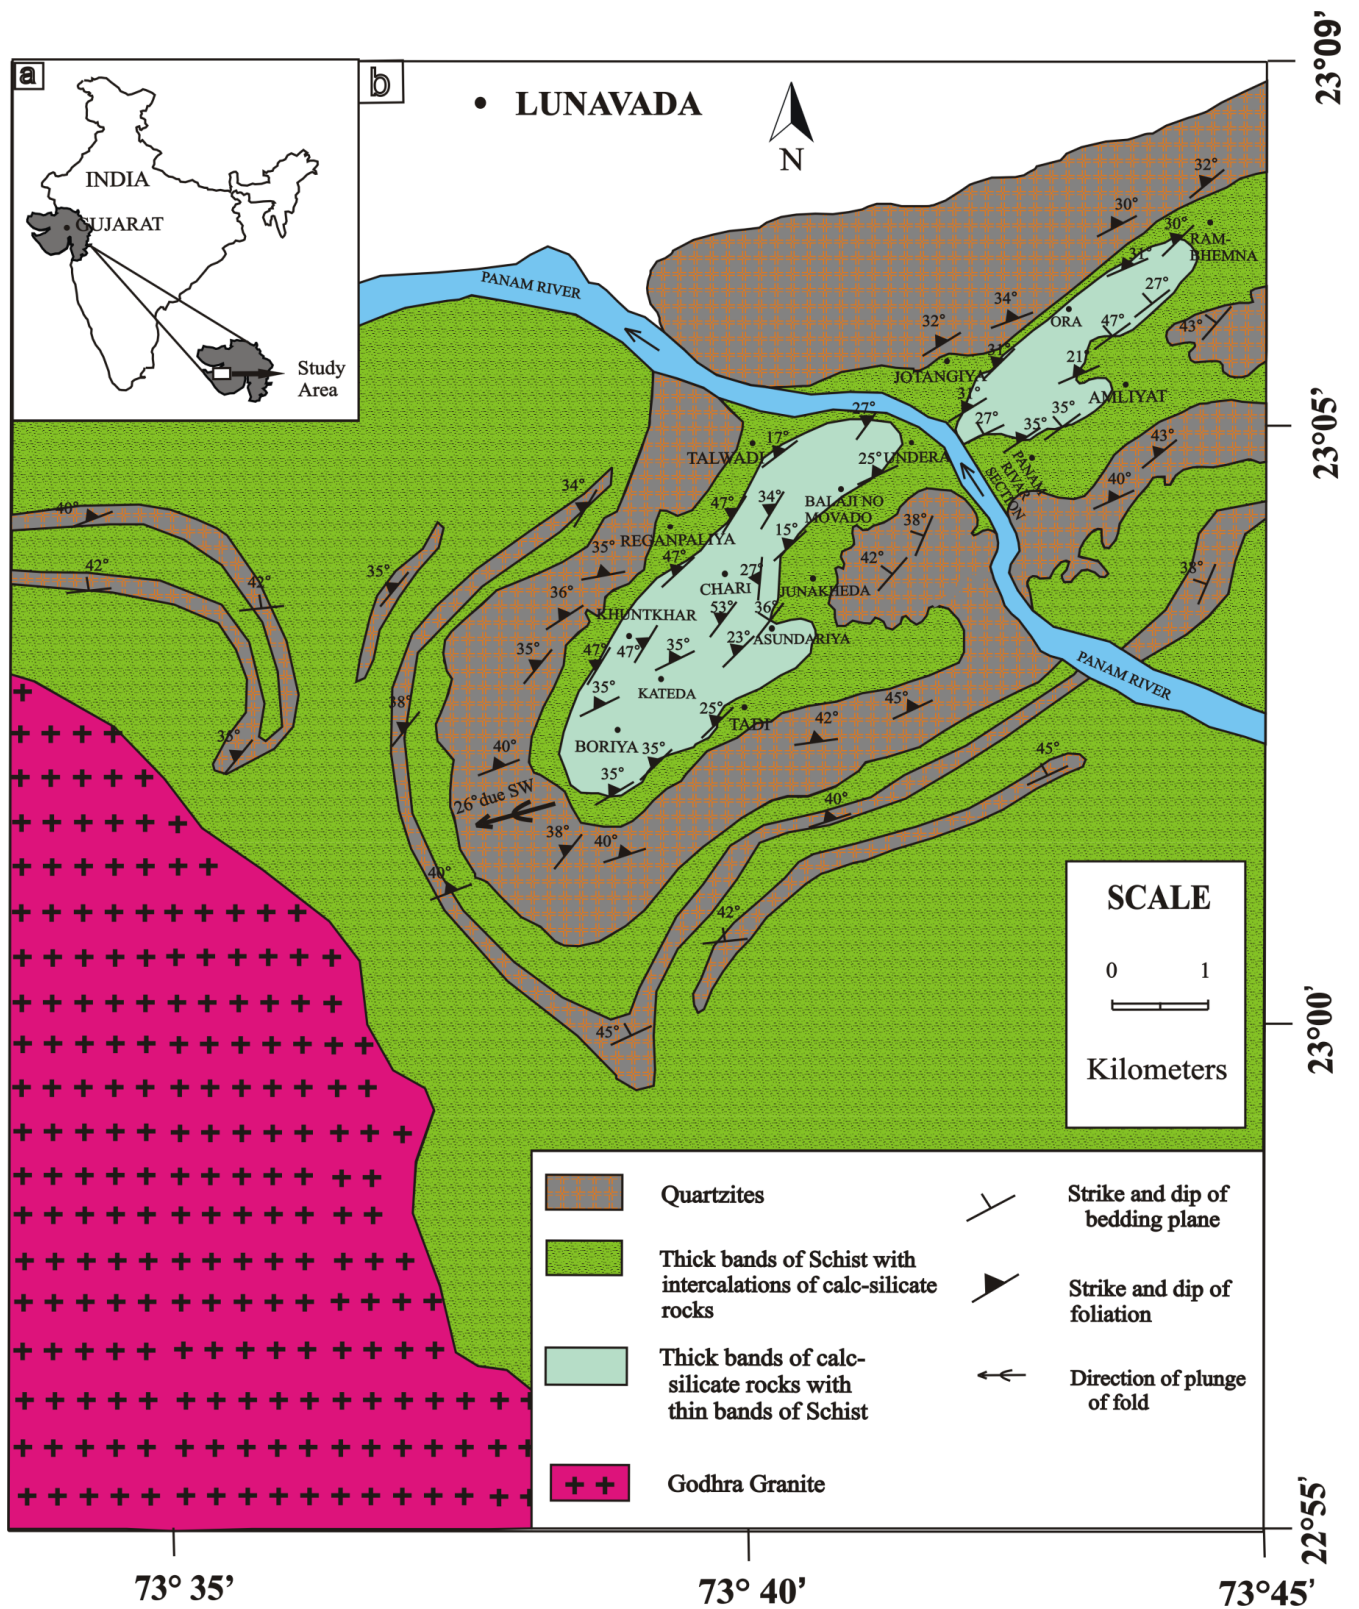 a
b
LUNAVADA
N
INDIA
GUJARAT
Study
Area
PANAM RIVER
23°09'
32°
30°
30°
RAM-
BHEMNA
31°
27°
34°
ORA
47°
43°
32°
31°
JOTANGIYA
21°
AMLIYAT
31°
27°
35°
35°
23°05'
27°
17°
TALWADI
25°
UNDERA
43°
PANAM
RIVAR
SECTION
40°
34°
47°
34°
BALAJI NO
MOVADO
38°
40°
REGANPALIYA
15°
35°
47°
42°
38°
42°
42°
35°
27°
CHARI
JUNAKHEDA
36°
KHUNTKHAR
53°
36°
ASUNDARIYA
35°
47°
47°
35°
23°
PANAM RIVER
KATEDA
35°
38°
25°
TADI
45°
42°
35°
BORIYA
35°
40°
35°
45°
26° due SW
40°
38°
40°
40°
42°
45°
SCALE
0 1
Kilometers
23°00'
Quartzites
Thick bands of Schist with
intercalations of calc-silicate
rocks
Thick bands of calc-
silicate rocks with
thin bands of Schist
Godhra Granite
Strike and dip of
bedding plane
Strike and dip of
foliation
Direction of plunge
of fold
22°55'
73° 35'
73° 40'
73°45'